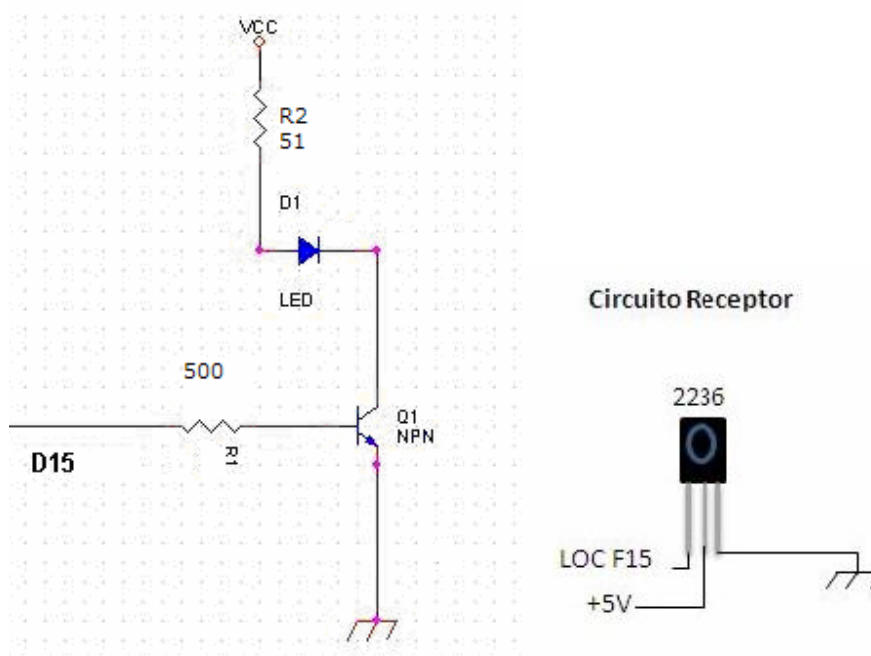 VCC
R2
51
D1
LED
500
R1
Q1
NPN
D15
Circuito Receptor
2236
LOC F15
+5V